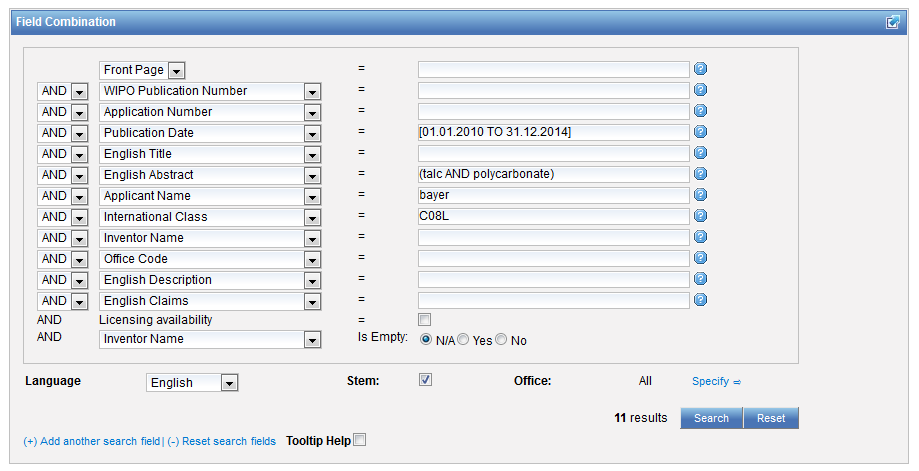 Field Combination
Front Page =
AND WIPO Publication Number =
AND Application Number =
AND Publication Date = [01.01.2010 TO 31.12.2014]
AND English Title =
AND English Abstract = (talc AND polycarbonate)
AND Applicant Name = bayer
AND International Class = C08L
AND Inventor Name =
AND Office Code =
AND English Description =
AND English Claims =
AND Licensing availability =
AND Inventor Name Is Empty: N/A Yes No
Language English Stem: Office: All Specify ⇨
11 results Search Reset
(+) Add another search field | (-) Reset search fields Tooltip Help